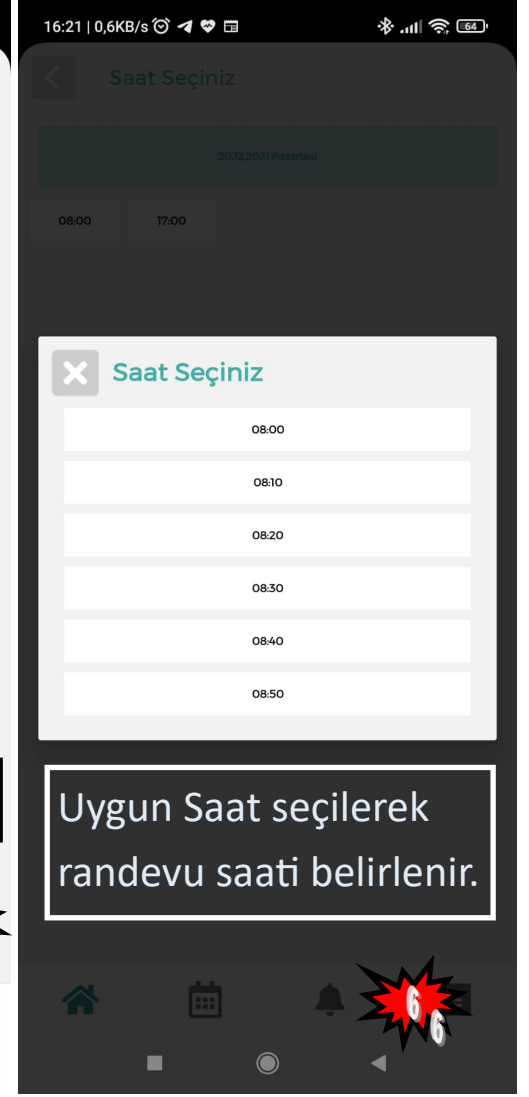 16:21 | 0,6KB/s
64
Saat Seçiniz
20.12.2021 Pazartesi
08:00 17:00
Saat Seçiniz
08:00
08:10
08:20
08:30
08:40
08:50
Uygun Saat seçilerek
randevu saati belirlenir.
6
6